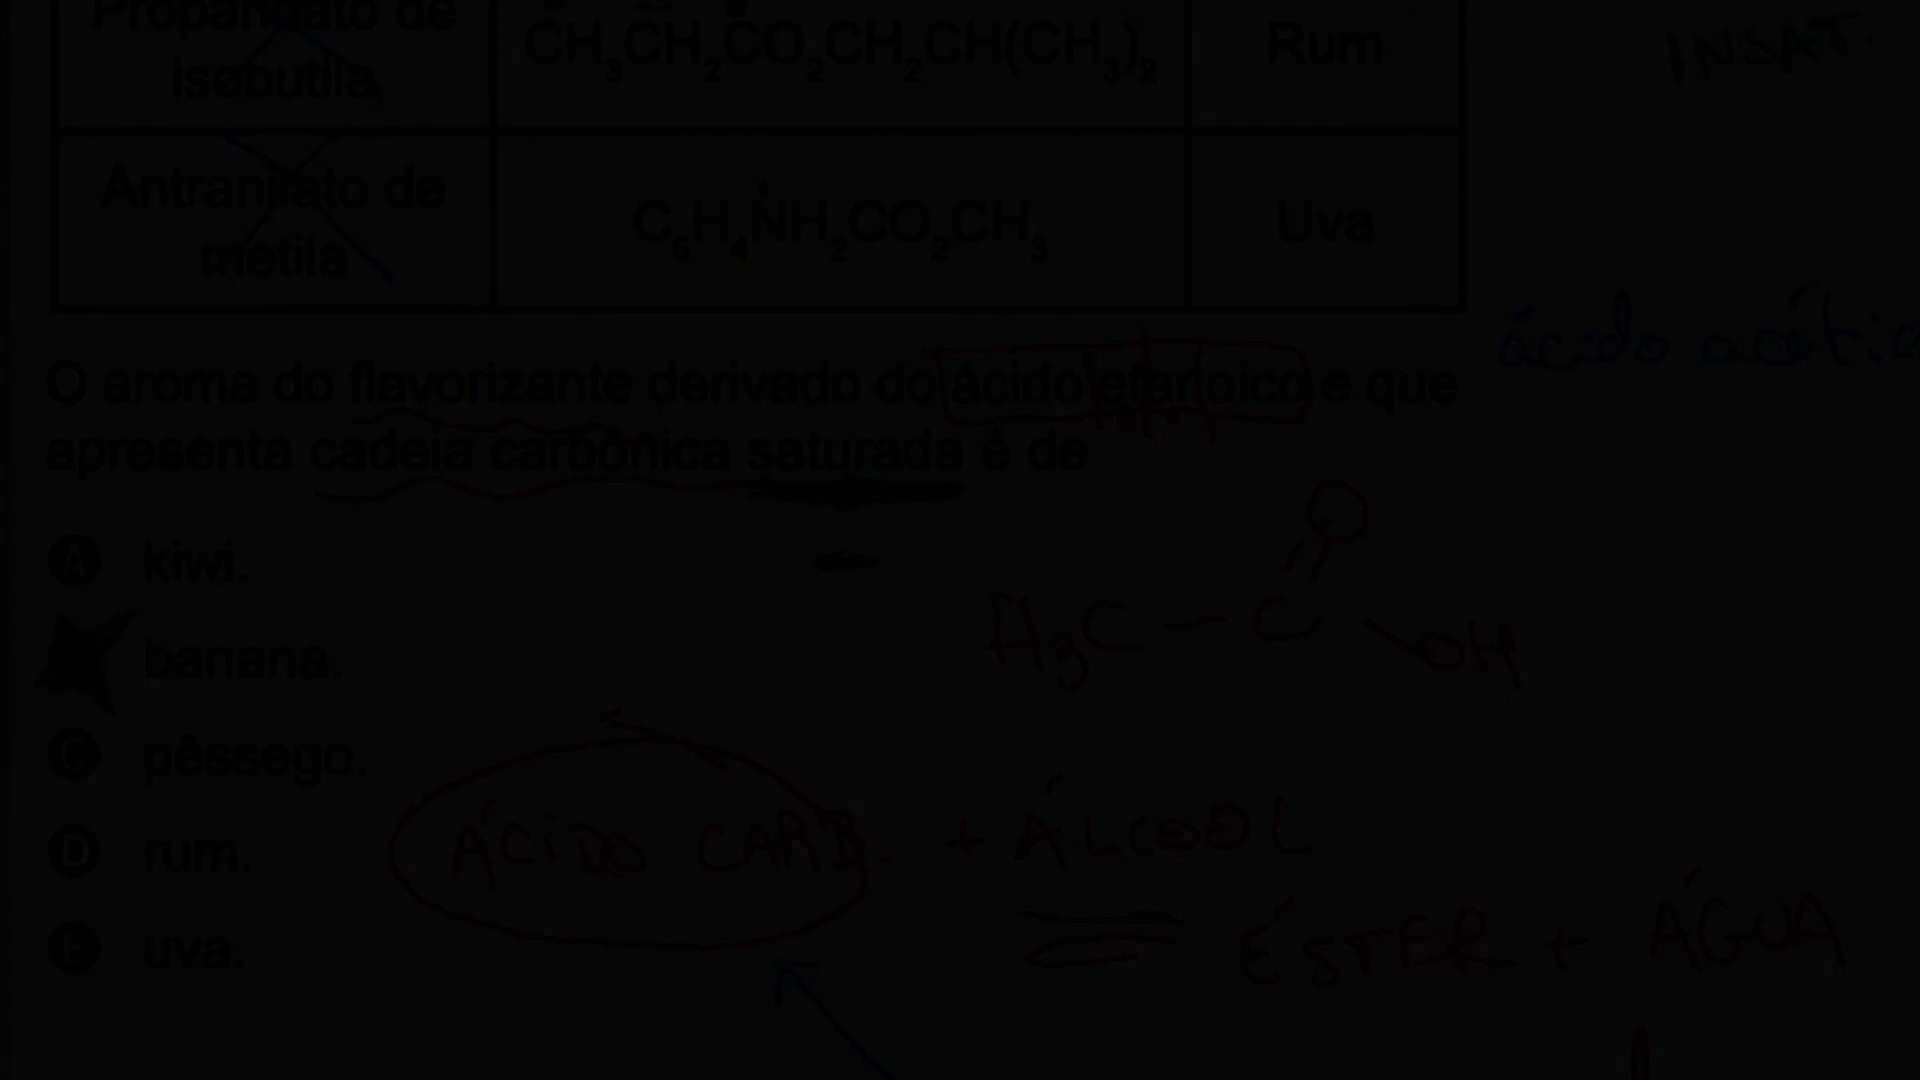 Propanoato de
isobutila
CH₃CH₂CO₂CH₂CH(CH₃)₂
Rum
INSAT.
Antranilato de
metila
C₆H₄NH₂CO₂CH₃
Uva
ácido acétic
O aroma do flavorizante derivado do ácido etanoico e que
apresenta cadeia carbônica saturada é de
A kiwi.
banana.
C pêssego.
D rum.
E uva.
O
H₃C - C
OH
ÁCIDO CARB. + ÁLCOOL
ÉSTER + ÁGUA